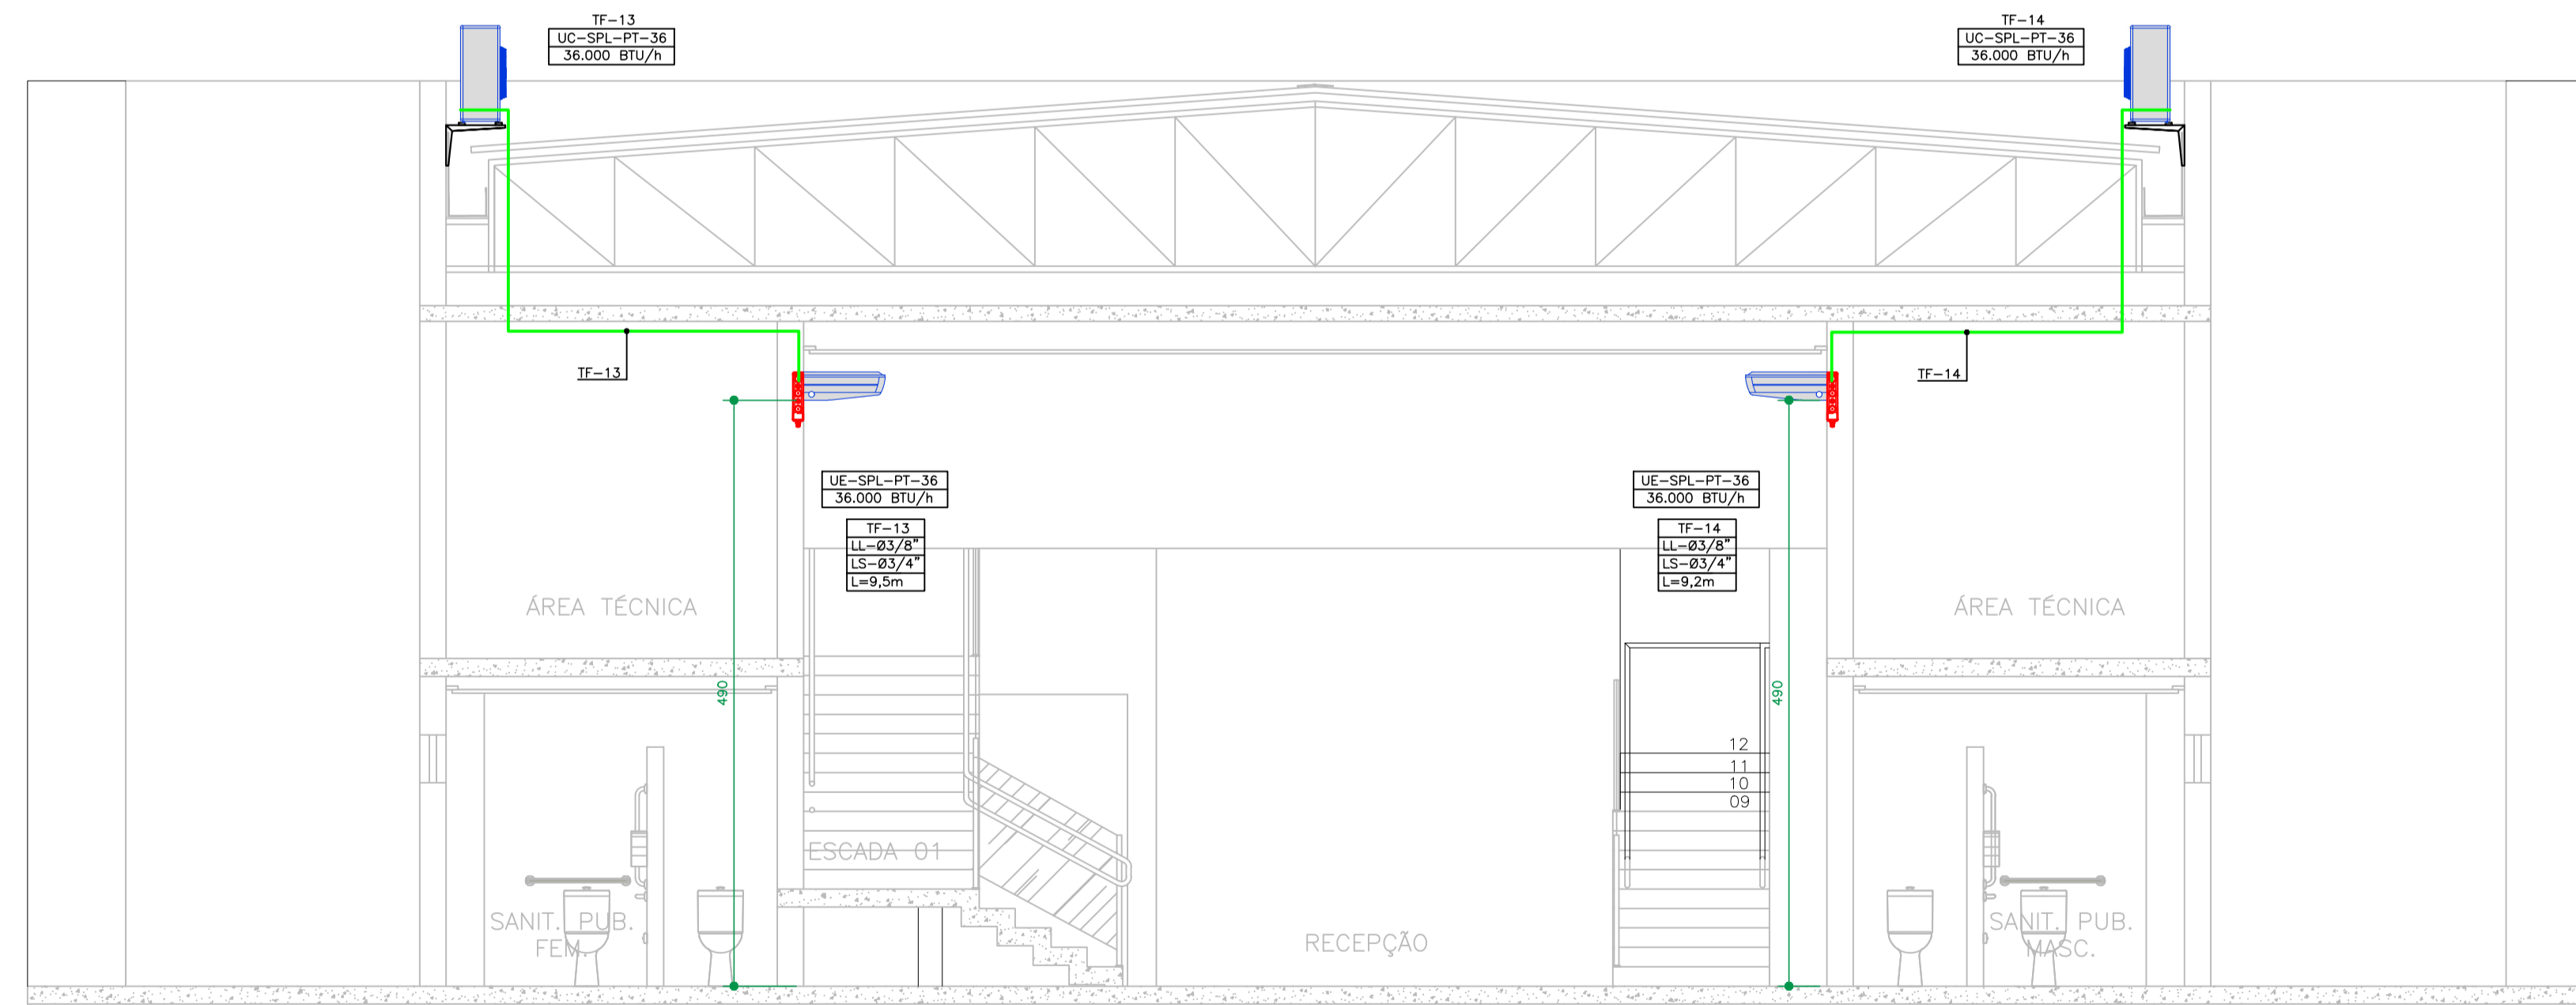 TF-13
UC-SPL-PT-36
36.000 BTU/h
TF-14
UC-SPL-PT-36
36.000 BTU/h
TF-13
TF-14
UE-SPL-PT-36
36.000 BTU/h
TF-13
LL-Ø3/8"
LS-Ø3/4"
L=9,5m
UE-SPL-PT-36
36.000 BTU/h
TF-14
LL-Ø3/8"
LS-Ø3/4"
L=9,2m
ÁREA TÉCNICA
ÁREA TÉCNICA
490
490
12
11
10
09
ESCADA 01
SANIT. PUB.
FEM.
RECEPÇÃO
SANIT. PUB.
MASC.